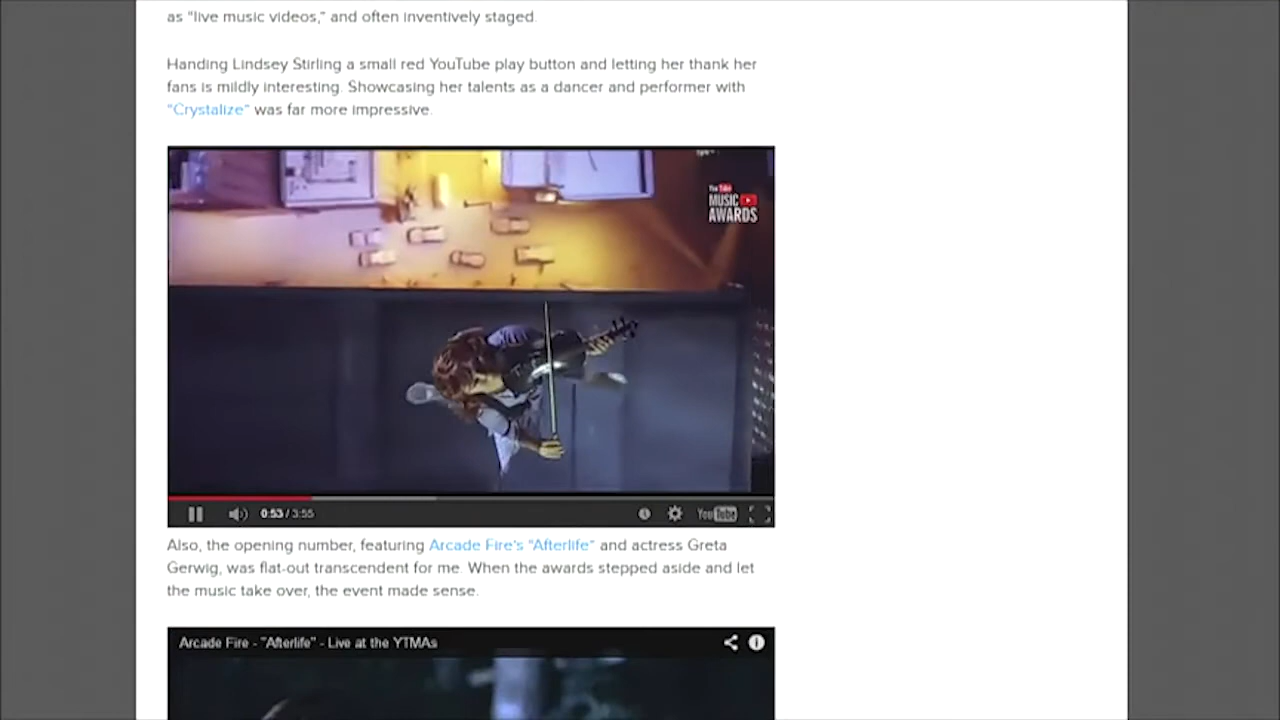 as "live music videos," and often inventively staged.
Handing Lindsey Stirling a small red YouTube play button and letting her thank her
fans is mildly interesting. Showcasing her talents as a dancer and performer with
"Crystalize" was far more impressive.
You Tube
MUSIC
AWARDS
0:53 / 3:55
YouTube
Also, the opening number, featuring Arcade Fire's "Afterlife" and actress Greta
Gerwig, was flat-out transcendent for me. When the awards stepped aside and let
the music take over, the event made sense.
Arcade Fire - "Afterlife" - Live at the YTMAs